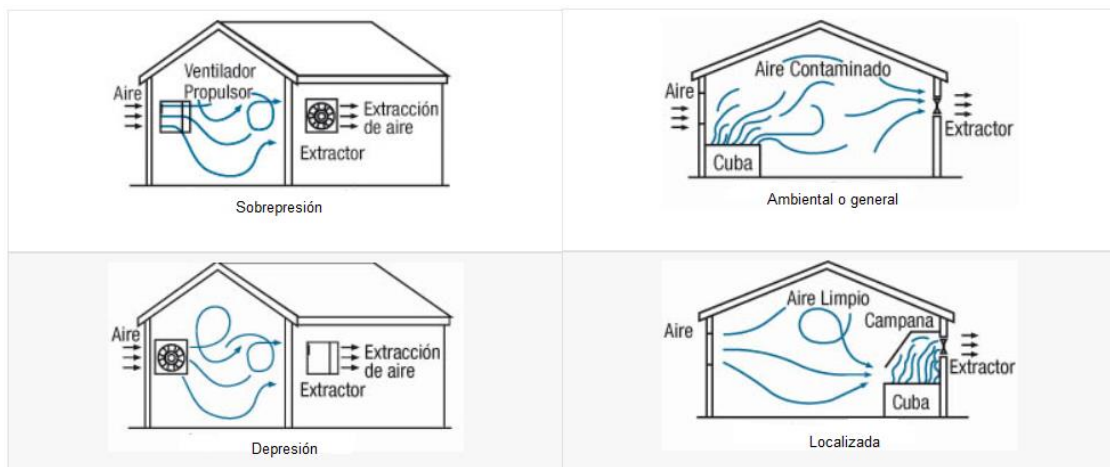 Ventilador
Propulsor
Aire
Extracción
de aire
Extractor
Sobrepresión
Aire Contaminado
Aire
Extractor
Cuba
Ambiental o general
Aire
Extracción
de aire
Extractor
Depresión
Aire Limpio
Aire
Campana
Extractor
Cuba
Localizada